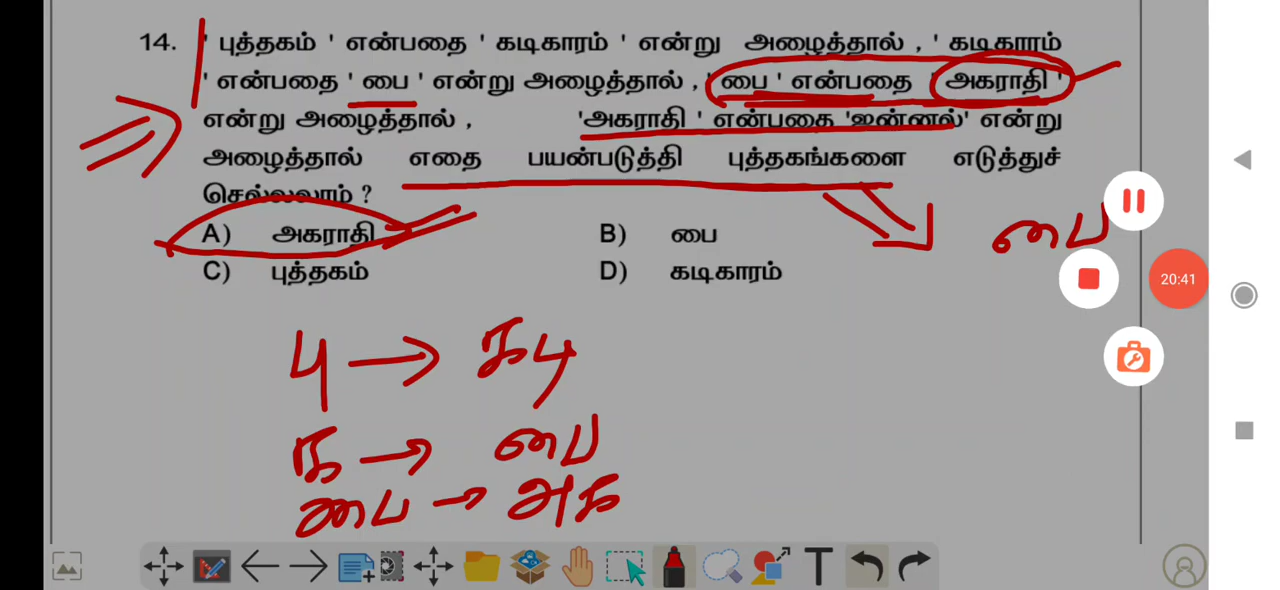 14. ' புத்தகம் ' என்பதை ' கடிகாரம் ' என்று அழைத்தால் , ' கடிகாரம்
' என்பதை ' பை ' என்று அழைத்தால் , ' பை ' என்பதை ' அகராதி '
என்று அழைத்தால் , 'அகராதி ' என்பதை 'ஜன்னல்' என்று
அழைத்தால் எதை பயன்படுத்தி புத்தகங்களை எடுத்துச்
செல்லலாம் ?
A) அகராதி B) பை
C) புத்தகம் D) கடிகாரம்
பை
பு → கடி
க → பை
பை → அக
20:41
T